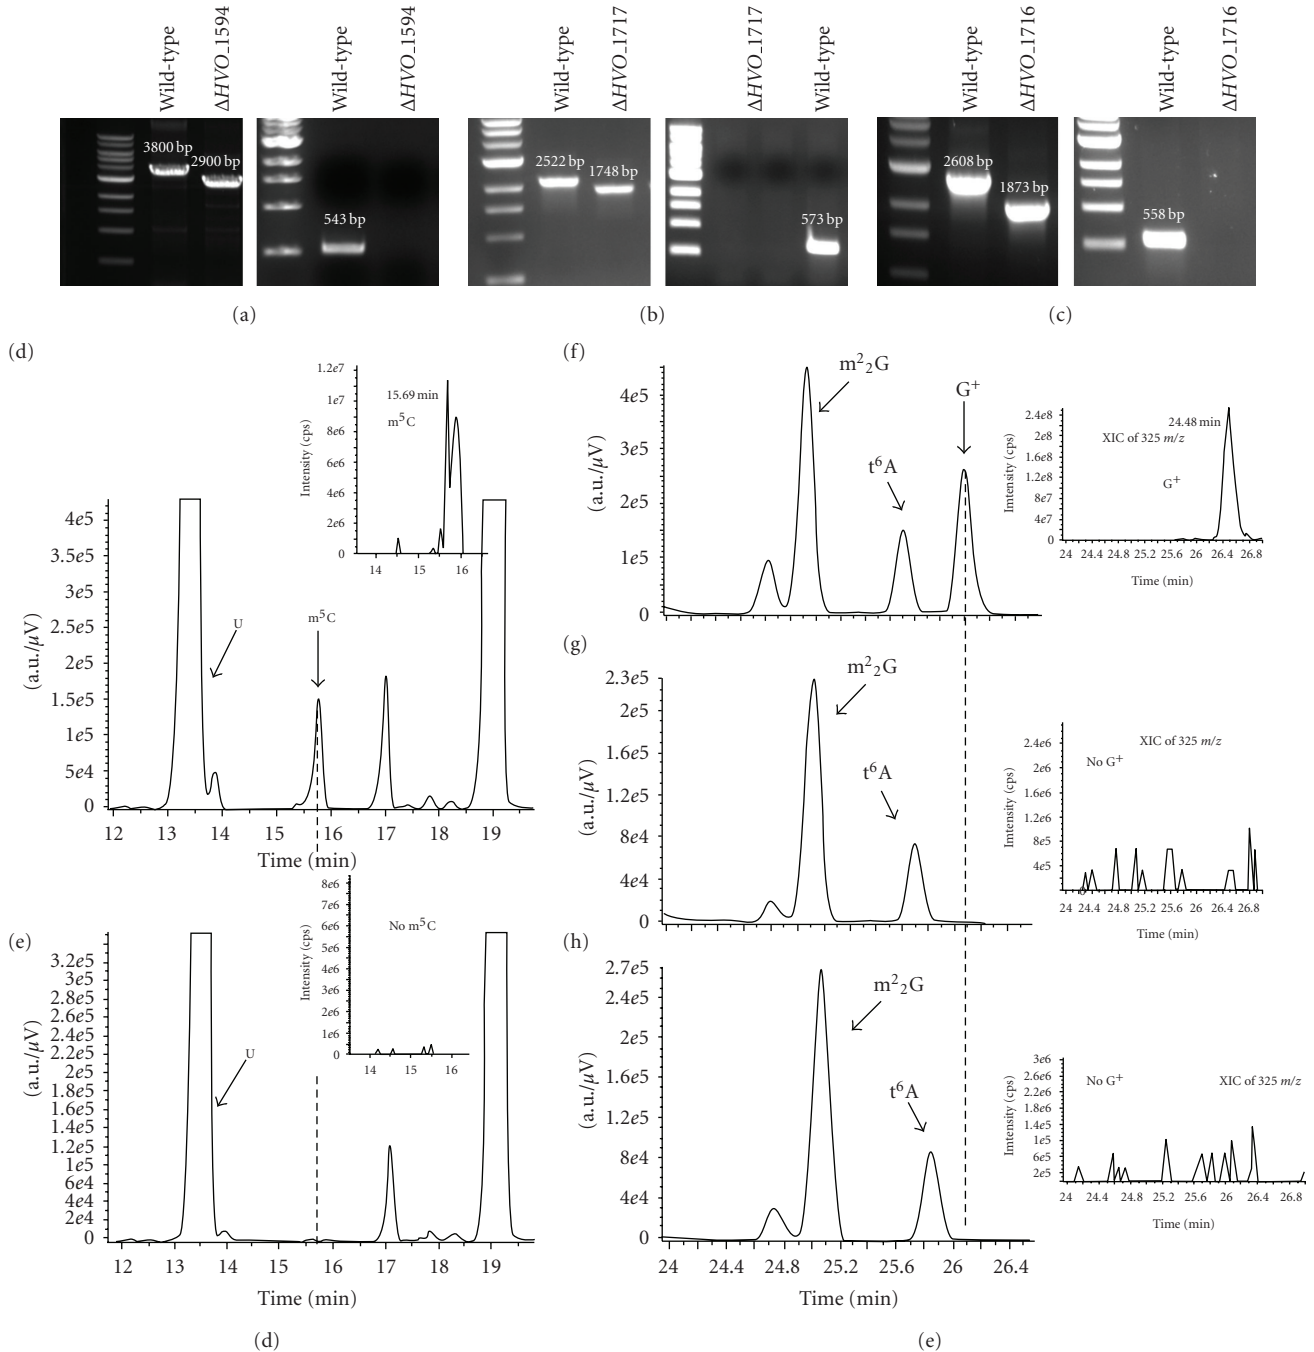 Wild-type
ΔHVO_1594
Wild-type
ΔHVO_1594
Wild-type
ΔHVO_1717
ΔHVO_1717
Wild-type
Wild-type
ΔHVO_1716
Wild-type
ΔHVO_1716
3800 bp
2900 bp
543 bp
2522 bp
1748 bp
573 bp
2608 bp
1873 bp
558 bp
(a)
(b)
(c)
(d)
1.2e7
1e7
8e6
6e6
4e6
2e6
0
Intensity (cps)
15.69 min
m⁵C
14 15 16
4e5
3.5e5
3e5
2.5e5
2e5
1.5e5
1e5
5e4
0
(a.u./μV)
U
m⁵C
12 13 14 15 16 17 18 19
Time (min)
(e)
8e6
7e6
6e6
5e6
4e6
3e6
2e6
1e6
0
Intensity (cps)
No m⁵C
14 15 16
3.2e5
3e5
2.8e5
2.6e5
2.4e5
2.2e5
2e5
1.8e5
1.6e5
1.4e5
1.2e5
1e5
6e4
4e4
2e4
0
(a.u./μV)
U
12 13 14 15 16 17 18 19
Time (min)
(d)
(f)
4e5
3e5
2e5
1e5
0
(a.u./μV)
m²₂G
t⁶A
G⁺
2.4e8
2e8
1.6e8
1.2e8
8e7
4e7
0
Imtensity (cps)
24.48 min
XIC of 325 m/z
G⁺
24 24.4 24.8 25.2 25.6 26 26.4 26.8
Time (min)
(g)
2.3e5
2e5
1.6e5
1.2e5
8e4
4e4
0
(a.u./μV)
m²₂G
t⁶A
2.4e6
2e6
1.6e6
1.2e6
8e5
4e5
0
Imtensity (cps)
XIC of 325 m/z
No G⁺
24 24.4 24.8 25.2 25.6 26 26.4 26.8
Time (min)
(h)
2.7e5
2.4e5
2e5
1.6e5
1.2e5
8e4
4e4
0
(a.u./μV)
m²₂G
t⁶A
3e6
2.6e6
2.2e6
1.8e6
1.4e5
1e5
6e5
2e5
Imtensity (cps)
No G⁺
XIC of 325 m/z
24 24.4 24.8 25.2 25.6 26 26.4 26.8
Time (min)
24 24.4 24.8 25.2 25.6 26 26.4
Time (min)
(e)